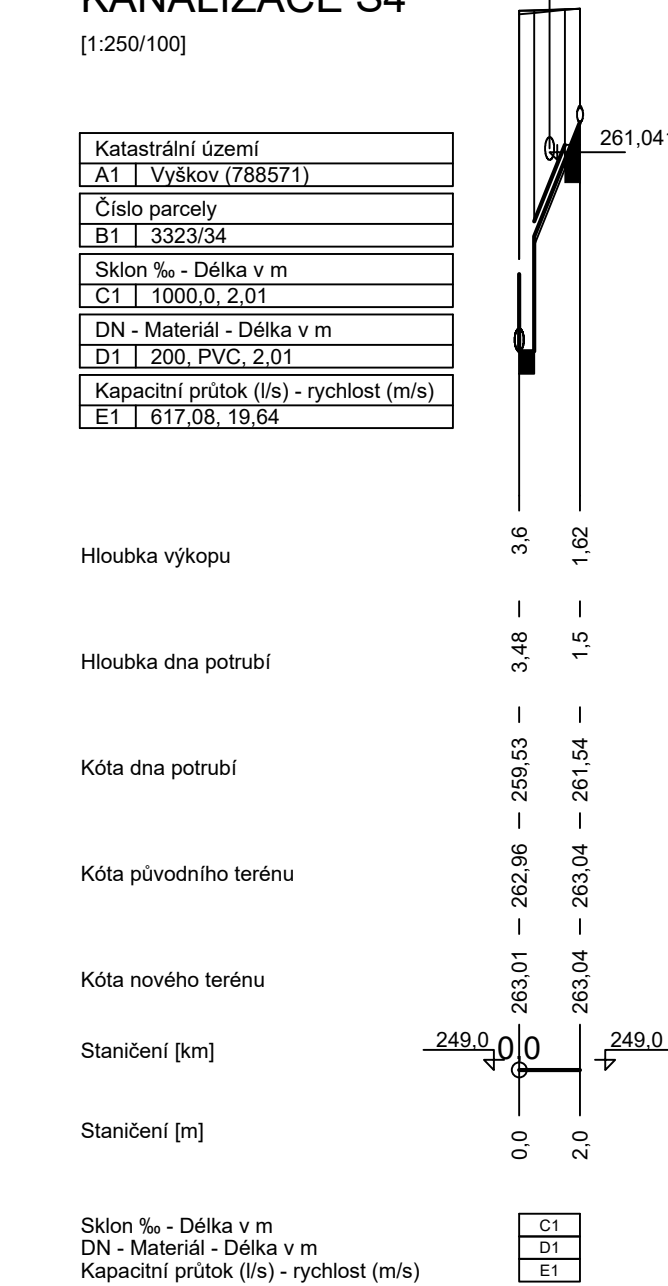 KANALIZACE S4
[1:250/100]
261,04
Katastrální území
A1 Vyškov (788571)
Číslo parcely
B1 3323/34
Sklon ‰ - Délka v m
C1 1000,0, 2,01
DN - Materiál - Délka v m
D1 200, PVC, 2,01
Kapacitní průtok (l/s) - rychlost (m/s)
E1 617,08, 19,64
Hloubka výkopu 3,6 1,62
Hloubka dna potrubí 3,48 1,5
Kóta dna potrubí 259,53 261,54
Kóta původního terénu 262,96 263,04
Kóta nového terénu 263,01 263,04
Staničení [km] 249,0 0,0 249,0
Staničení [m] 0,0 2,0
Sklon ‰ - Délka v m C1
DN - Materiál - Délka v m D1
Kapacitní průtok (l/s) - rychlost (m/s) E1